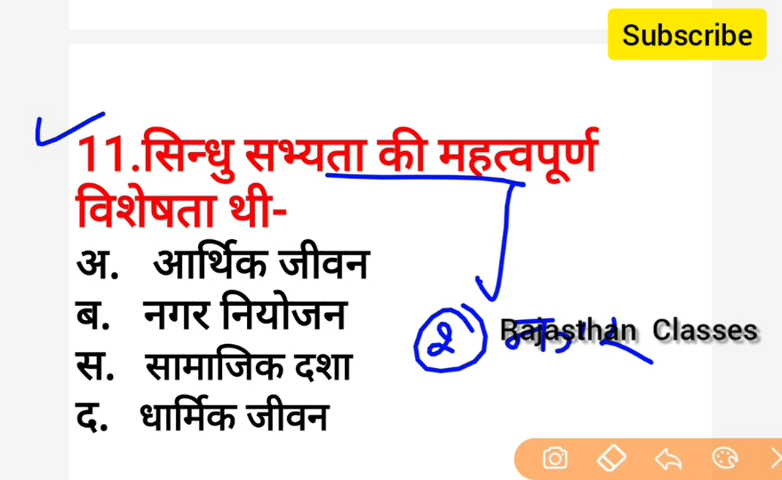 Subscribe
11.सिन्धु सभ्यता की महत्वपूर्ण
विशेषता थी-
अ. आर्थिक जीवन
ब. नगर नियोजन
स. सामाजिक दशा
द. धार्मिक जीवन
Rajasthan Classes